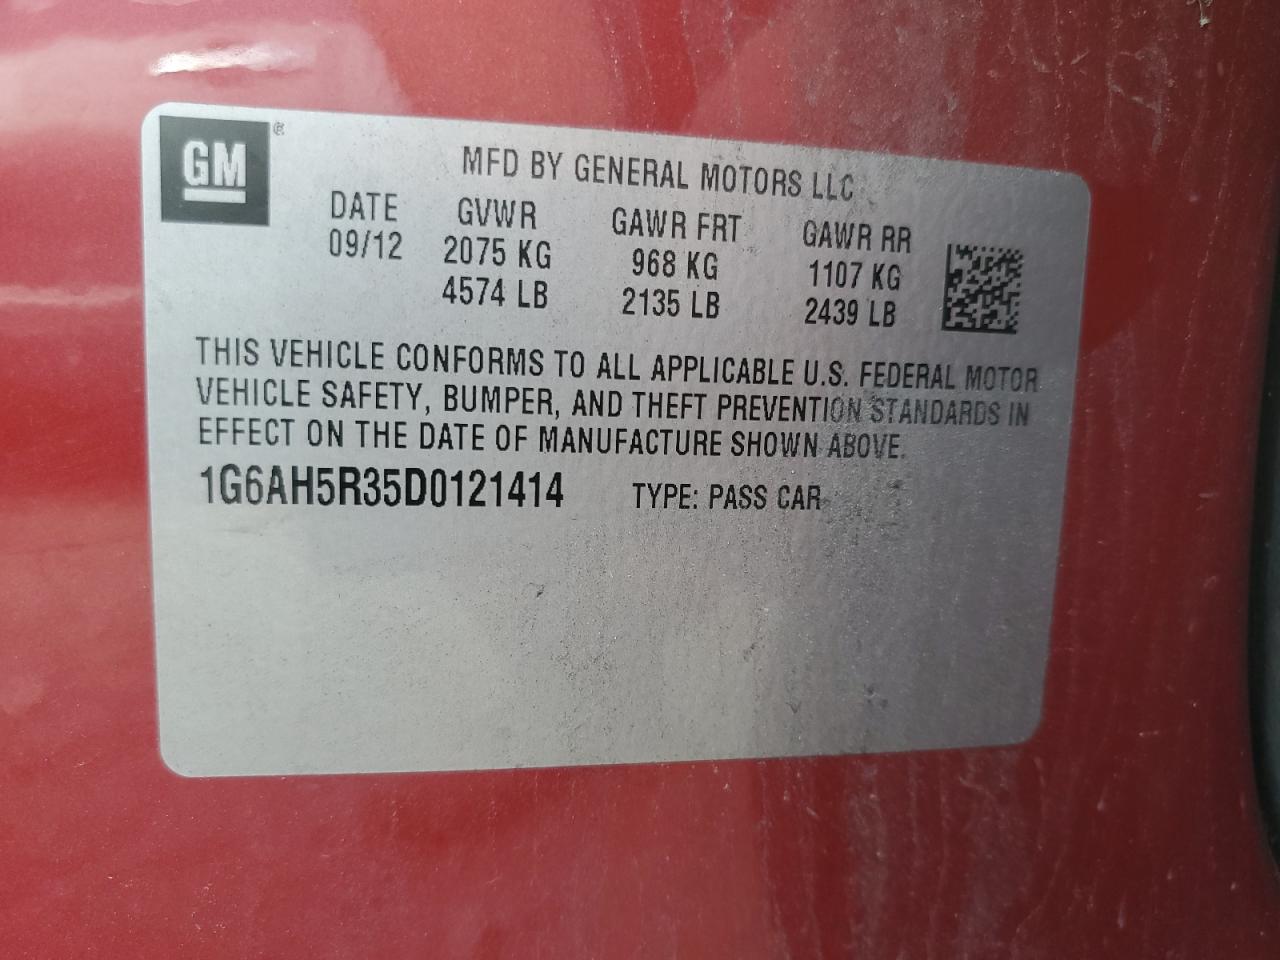 GM ®
MFD BY GENERAL MOTORS LLC
DATE GVWR GAWR FRT GAWR RR
09/12 2075 KG 968 KG 1107 KG
4574 LB 2135 LB 2439 LB
THIS VEHICLE CONFORMS TO ALL APPLICABLE U.S. FEDERAL MOTOR
VEHICLE SAFETY, BUMPER, AND THEFT PREVENTION STANDARDS IN
EFFECT ON THE DATE OF MANUFACTURE SHOWN ABOVE.
1G6AH5R35D0121414 TYPE: PASS CAR